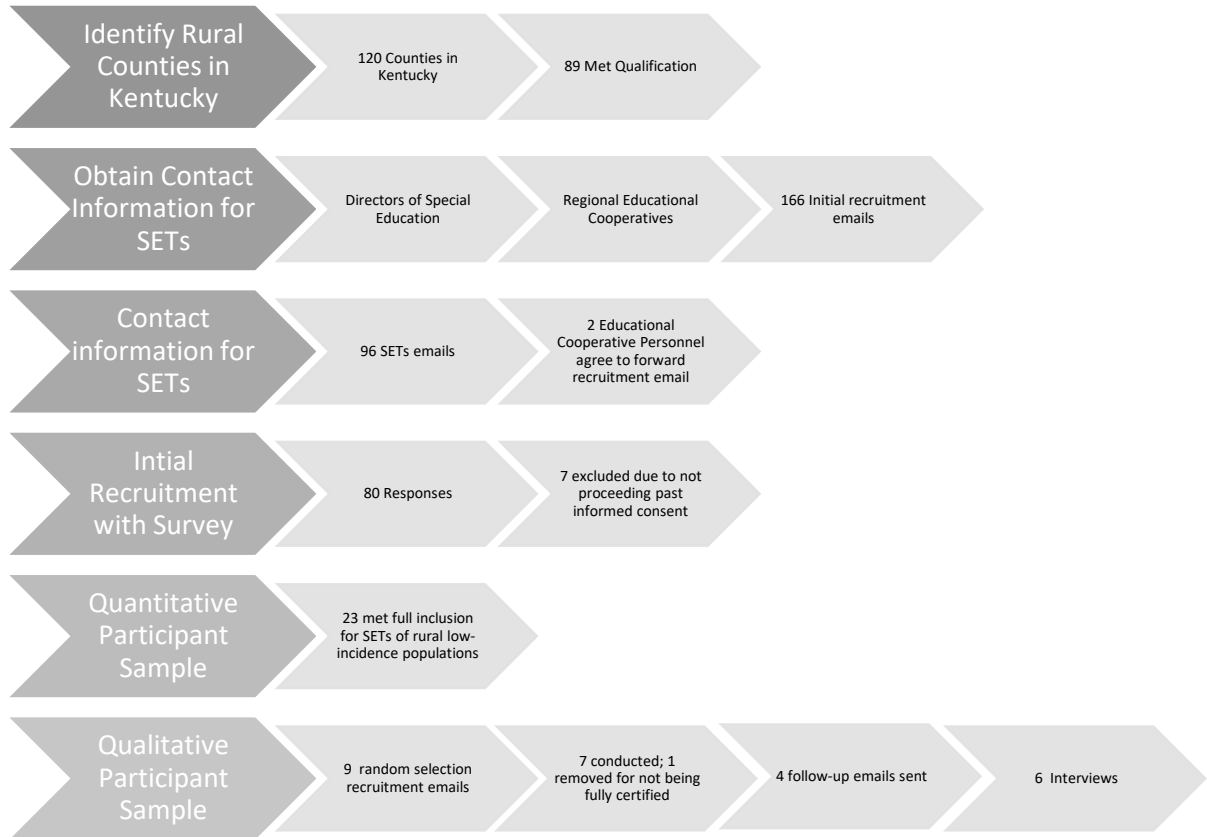 Identify Rural
Counties in
Kentucky
120 Counties in
Kentucky
89 Met Qualification
Obtain Contact
Information for
SETs
Directors of Special
Education
Regional Educational
Cooperatives
166 Initial recruitment
emails
Contact
information for
SETs
96 SETs emails
2 Educational
Cooperative Personnel
agree to forward
recruitment email
Intial
Recruitment
with Survey
80 Responses
7 excluded due to not
proceeding past
informed consent
Quantitative
Participant
Sample
23 met full inclusion
for SETs of rural low-
incidence populations
Qualitative
Participant
Sample
9 random selection
recruitment emails
7 conducted; 1
removed for not being
fully certified
4 follow-up emails sent
6 Interviews